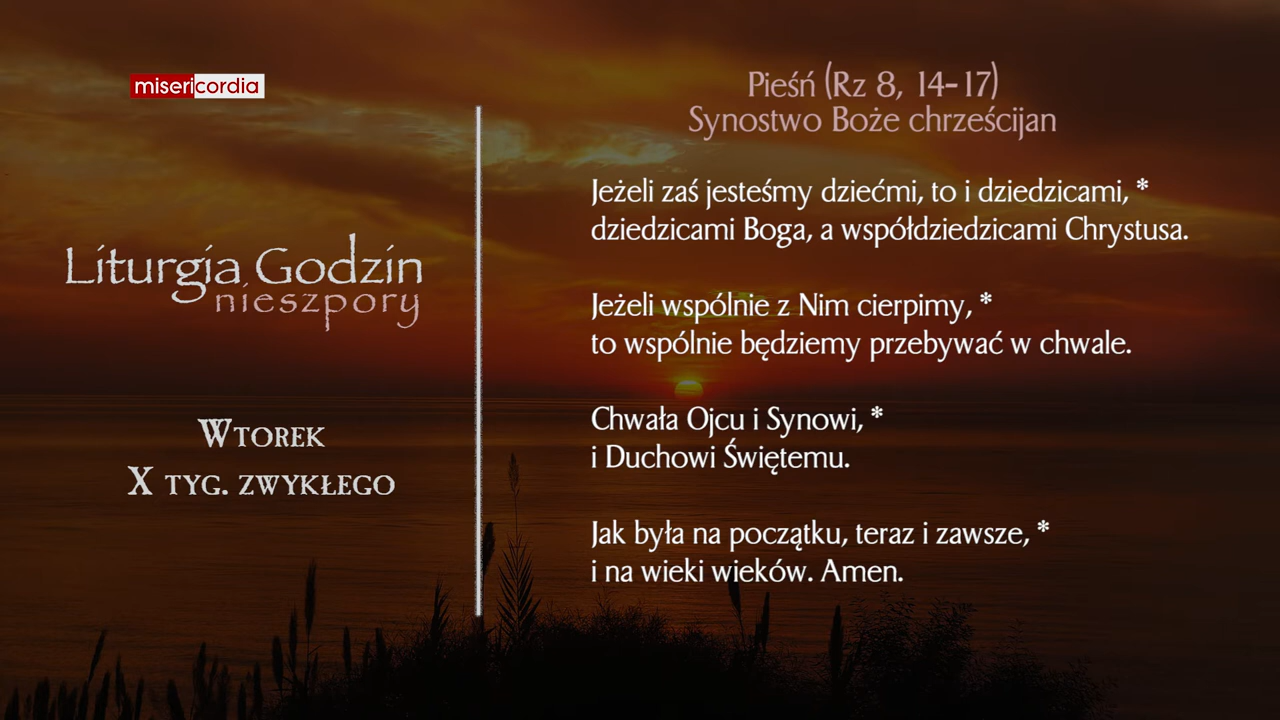 misericordia
Liturgia Godzin
nieszpory
Wtorek
X tyg. zwykłego
Pieśń (Rz 8, 14-17)
Synostwo Boże chrześcijan
Jeżeli zaś jesteśmy dziećmi, to i dziedzicami, *
dziedzicami Boga, a współdziedzicami Chrystusa.
Jeżeli wspólnie z Nim cierpimy, *
to wspólnie będziemy przebywać w chwale.
Chwała Ojcu i Synowi, *
i Duchowi Świętemu.
Jak była na początku, teraz i zawsze, *
i na wieki wieków. Amen.